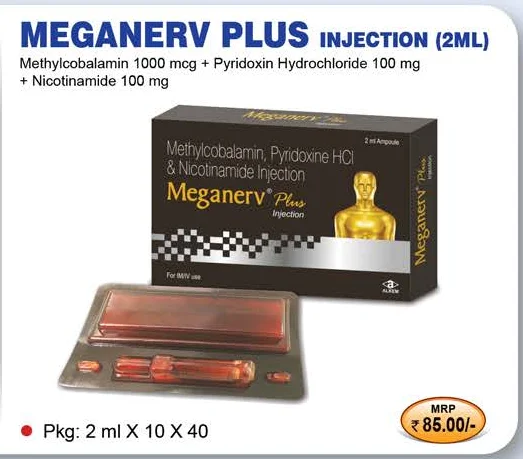 MEGANERV PLUS INJECTION (2ML)
Methylcobalamin 1000 mcg + Pyridoxin Hydrochloride 100 mg
+ Nicotinamide 100 mg
2 ml Ampoule
Methylcobalamin, Pyridoxine HCl
& Nicotinamide Injection
Meganerv® Plus
Injection
For IM/IV use
Meganerv® Plus
Injection
ALKEM
Pkg: 2 ml X 10 X 40
MRP
₹ 85.00/-